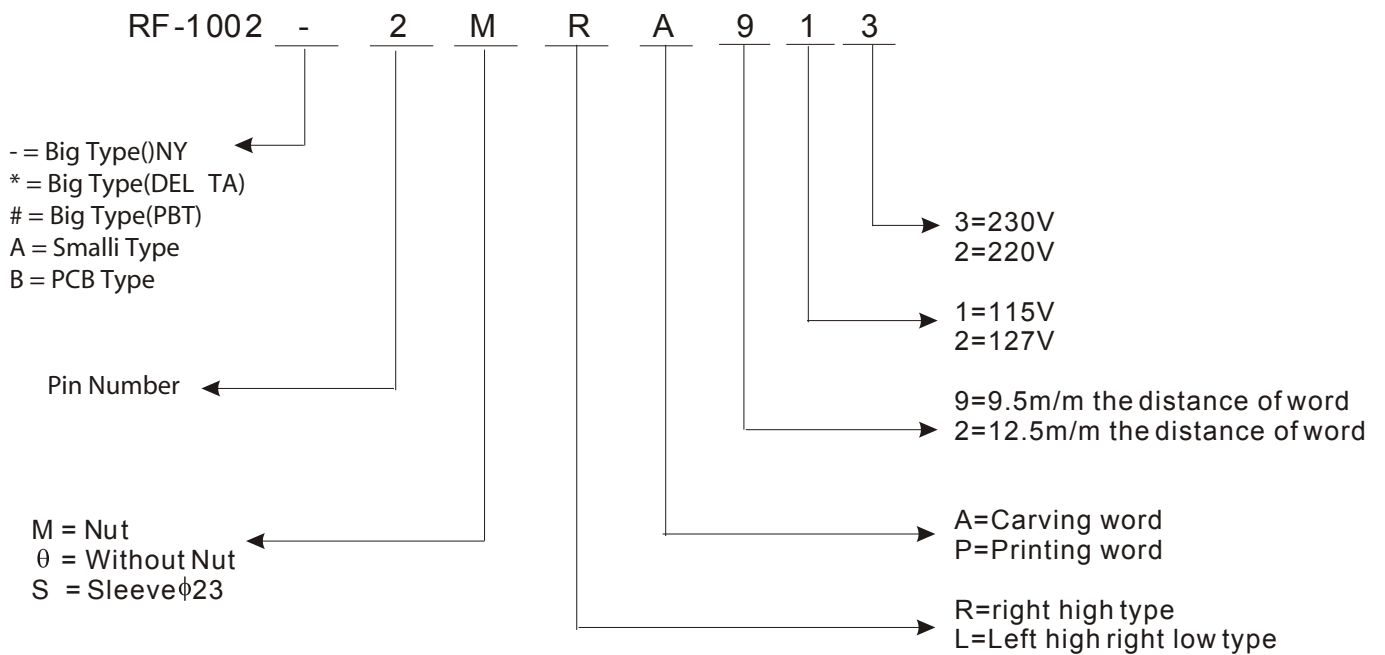 RF-1002 - 2 M R A 9 1 3
- = Big Type()NY
* = Big Type(DEL TA)
# = Big Type(PBT)
A = Smalli Type
B = PCB Type
Pin Number
M = Nut
θ = Without Nut
S = Sleeveϕ23
3=230V
2=220V
1=115V
2=127V
9=9.5m/m the distance of word
2=12.5m/m the distance of word
A=Carving word
P=Printing word
R=right high type
L=Left high right low type